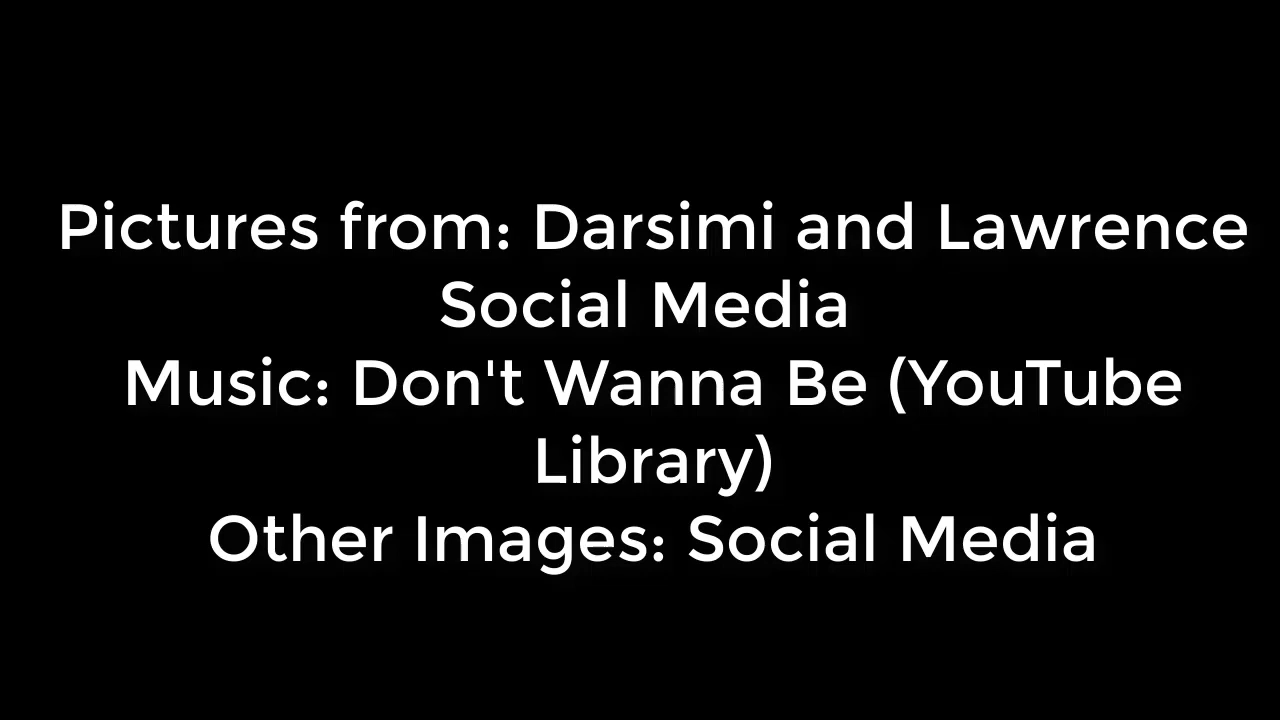 Pictures from: Darsimi and Lawrence
Social Media
Music: Don't Wanna Be (YouTube
Library)
Other Images: Social Media